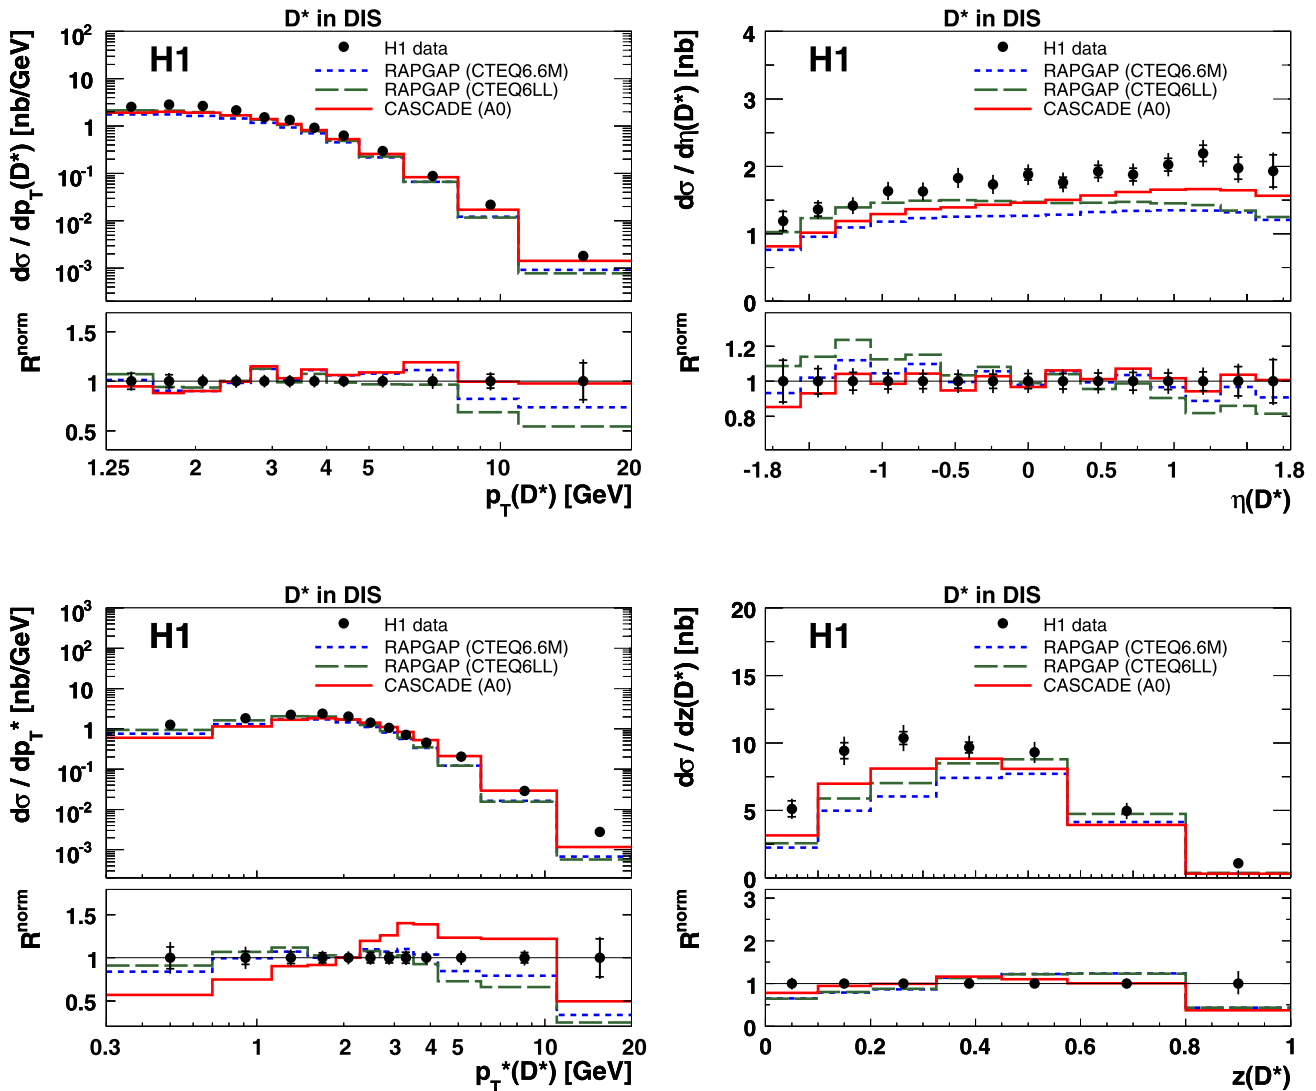 D* in DIS
H1
H1 data
RAPGAP (CTEQ6.6M)
RAPGAP (CTEQ6LL)
CASCADE (A0)
dσ / dp_T(D*) [nb/GeV]
10^2
10
1
10^-1
10^-2
10^-3
R^norm
1.5
1
0.5
1.25 2 3 4 5 10 20
p_T(D*) [GeV]
D* in DIS
H1
H1 data
RAPGAP (CTEQ6.6M)
RAPGAP (CTEQ6LL)
CASCADE (A0)
dσ / dη(D*) [nb]
4
3
2
1
0
R^norm
1.2
1
0.8
-1.8 -1 -0.5 0 0.5 1 1.8
η(D*)
D* in DIS
H1
H1 data
RAPGAP (CTEQ6.6M)
RAPGAP (CTEQ6LL)
CASCADE (A0)
dσ / dp_T* [nb/GeV]
10^3
10^2
10
1
10^-1
10^-2
10^-3
R^norm
1.5
1
0.5
0.3 1 2 3 4 5 10 20
p_T*(D*) [GeV]
D* in DIS
H1
H1 data
RAPGAP (CTEQ6.6M)
RAPGAP (CTEQ6LL)
CASCADE (A0)
dσ / dz(D*) [nb]
20
15
10
5
0
R^norm
3
2
1
0
0 0.2 0.4 0.6 0.8 1
z(D*)